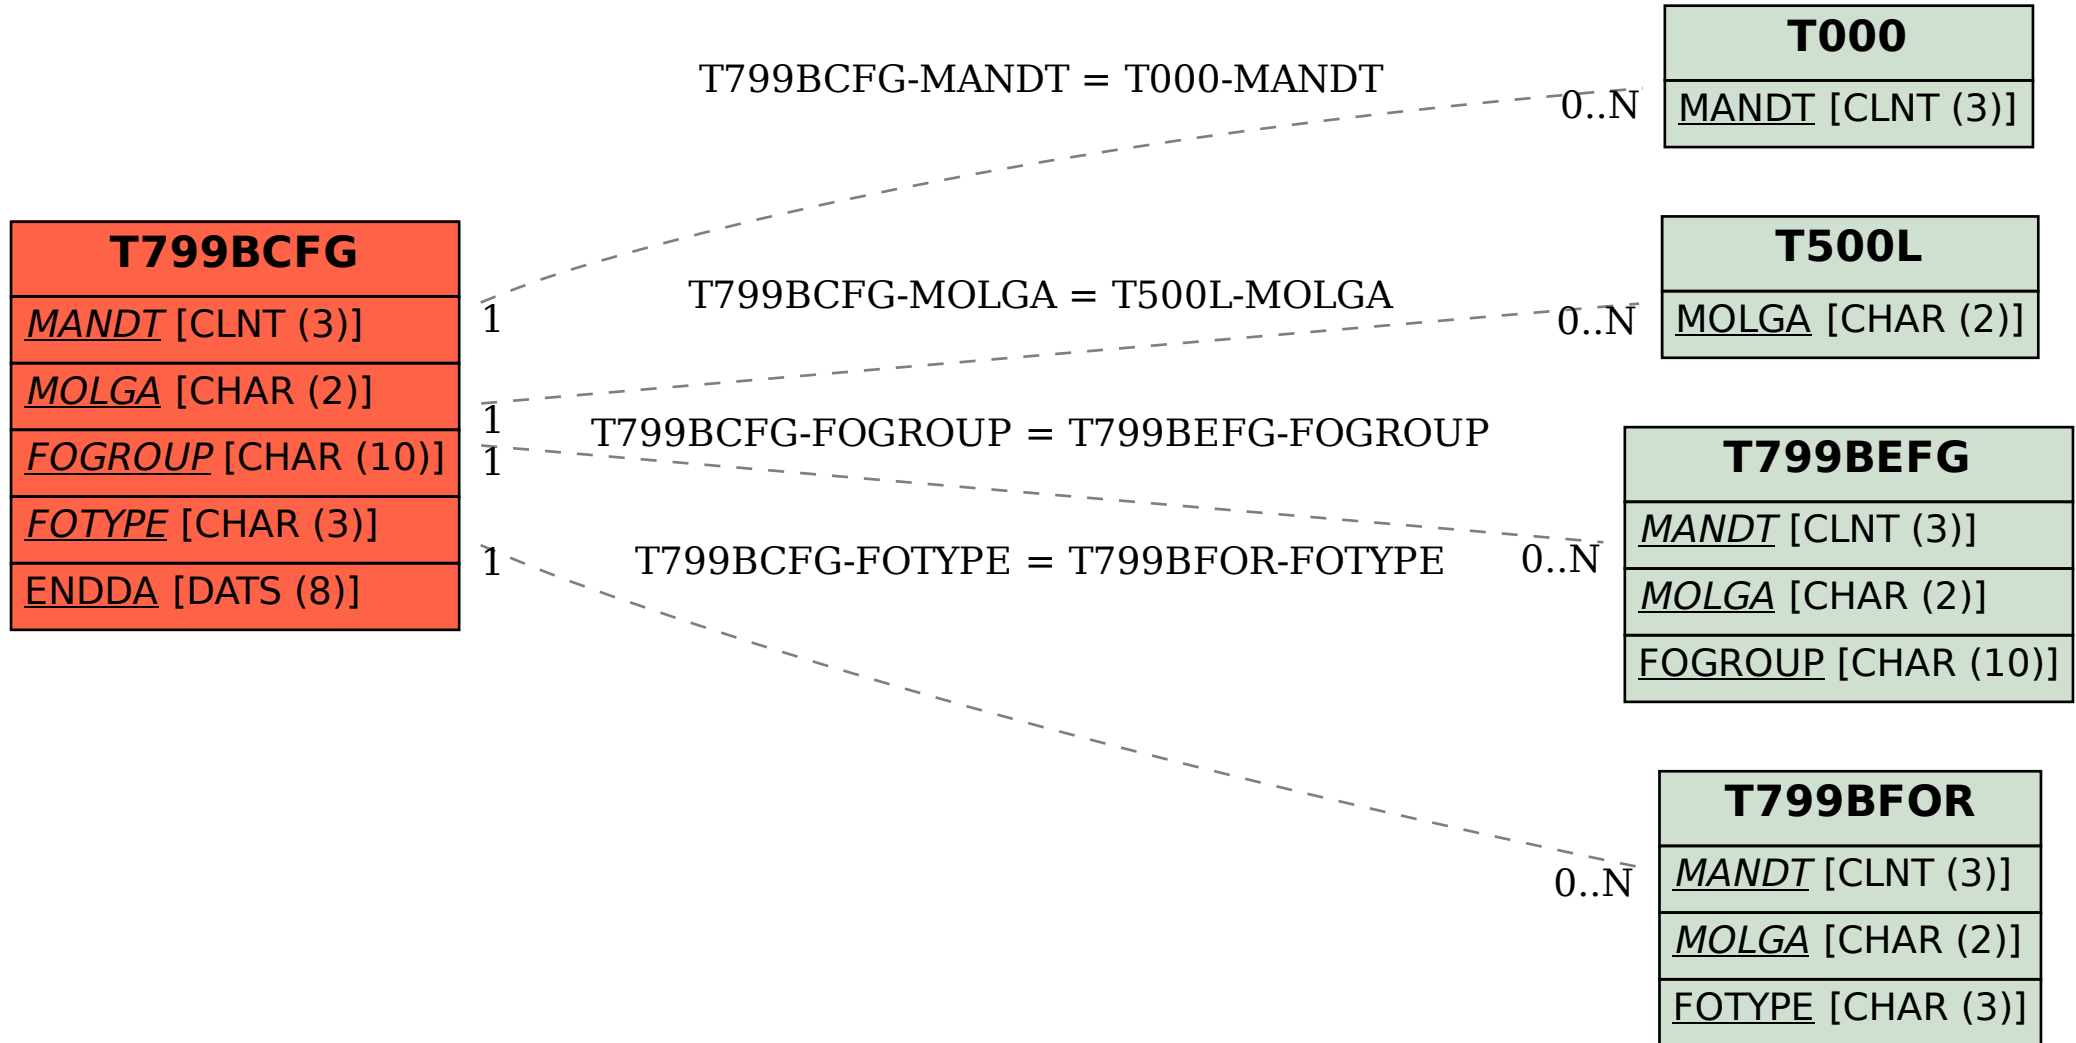 T799BCFG
MANDT [CLNT (3)]
MOLGA [CHAR (2)]
FOGROUP [CHAR (10)]
FOTYPE [CHAR (3)]
ENDDA [DATS (8)]
T799BCFG-MANDT = T000-MANDT
1
0..N
T799BCFG-MOLGA = T500L-MOLGA
1
0..N
T799BCFG-FOGROUP = T799BEFG-FOGROUP
1
0..N
T799BCFG-FOTYPE = T799BFOR-FOTYPE
1
0..N
T000
MANDT [CLNT (3)]
T500L
MOLGA [CHAR (2)]
T799BEFG
MANDT [CLNT (3)]
MOLGA [CHAR (2)]
FOGROUP [CHAR (10)]
T799BFOR
MANDT [CLNT (3)]
MOLGA [CHAR (2)]
FOTYPE [CHAR (3)]